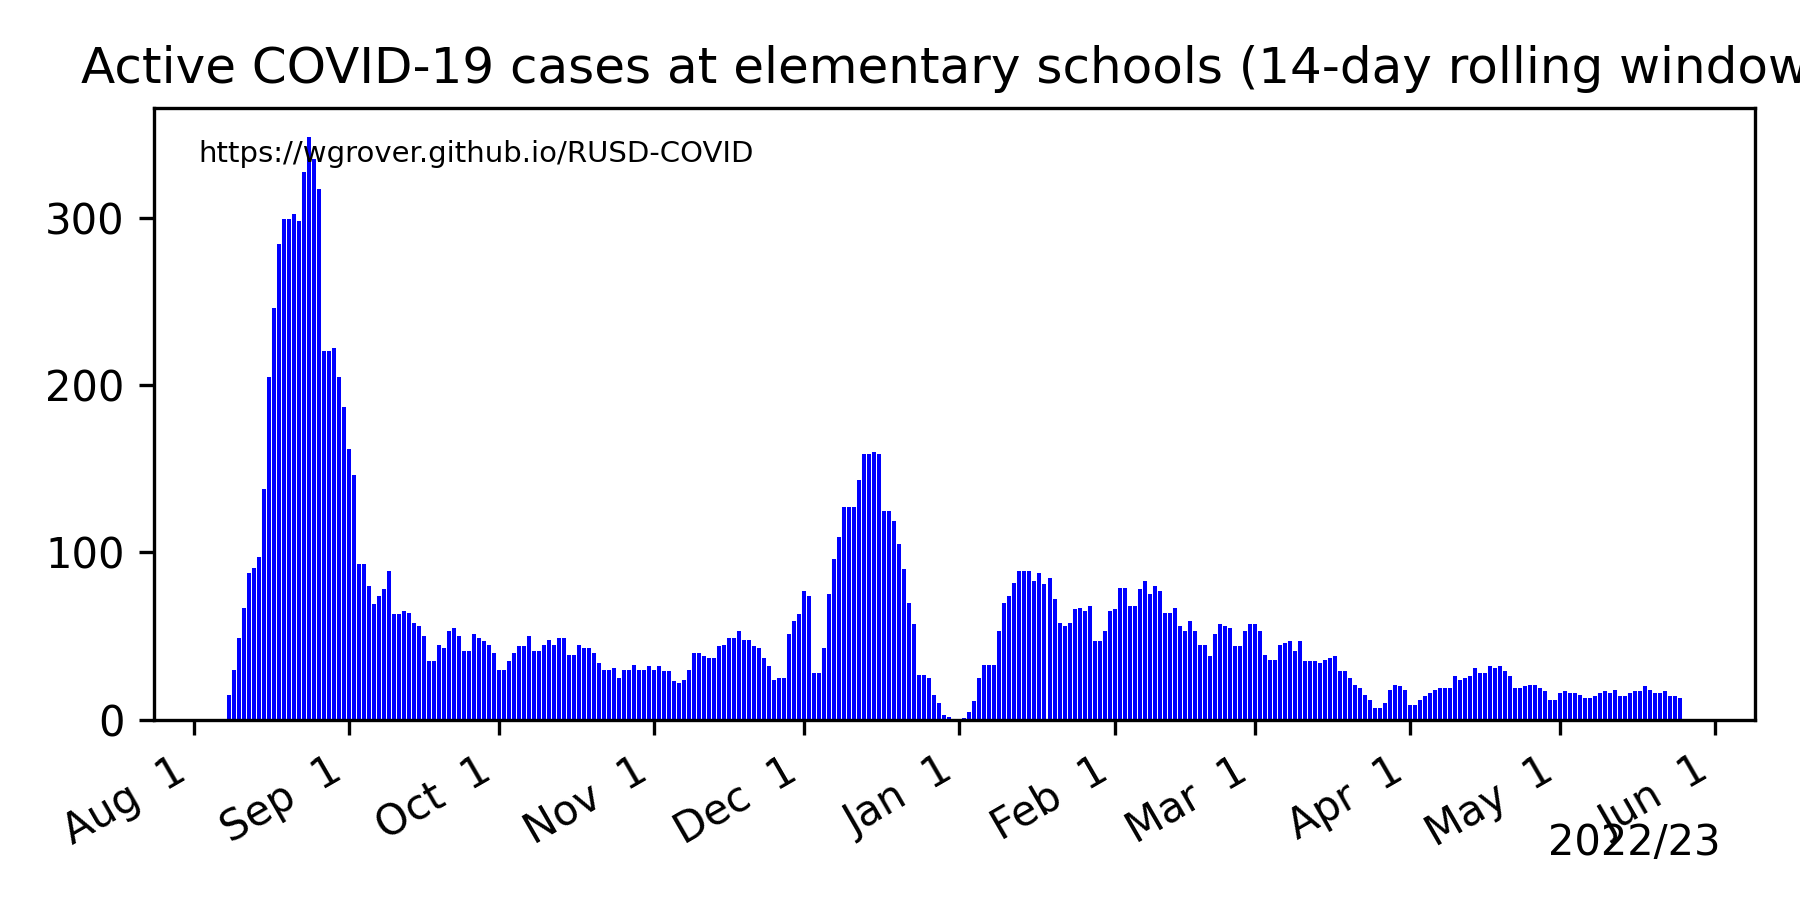 Active COVID-19 cases at elementary schools (14-day rolling window
https://wgrover.github.io/RUSD-COVID
300
200
100
0
Aug 1
Sep 1
Oct 1
Nov 1
Dec 1
Jan 1
Feb 1
Mar 1
Apr 1
May 1
Jun 1
2022/23